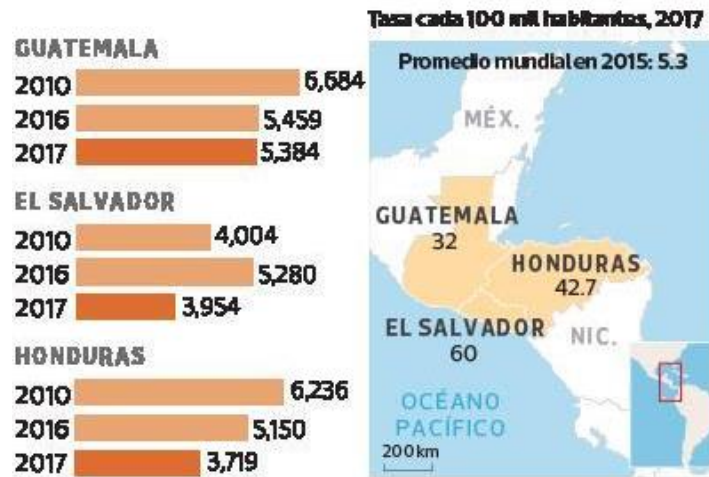 GUATEMALA
2010 6,684
2016 5,459
2017 5,384
EL SALVADOR
2010 4,004
2016 5,280
2017 3,954
HONDURAS
2010 6,236
2016 5,150
2017 3,719
Tasa cada 100 mil habitantes, 2017
Promedio mundial en 2015: 5.3
MÉX.
GUATEMALA
32
HONDURAS
42.7
EL SALVADOR
60
NIC.
OCÉANO
PACÍFICO
200 km